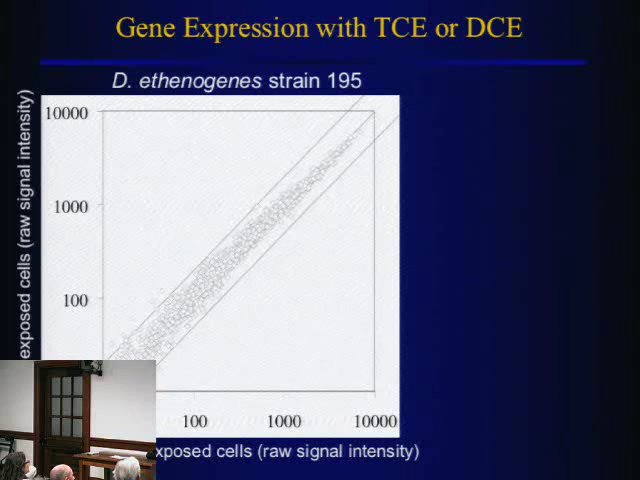 Gene Expression with TCE or DCE
D. ethenogenes strain 195
exposed cells (raw signal intensity)
10000
1000
100
100 1000 10000
xposed cells (raw signal intensity)